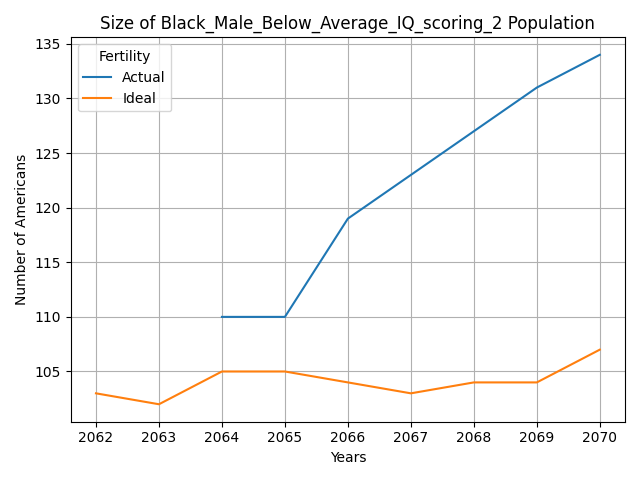 Size of Black_Male_Below_Average_IQ_scoring_2 Population
Fertility
Actual
Ideal
Number of Americans
135
130
125
120
115
110
105
2062 2063 2064 2065 2066 2067 2068 2069 2070
Years